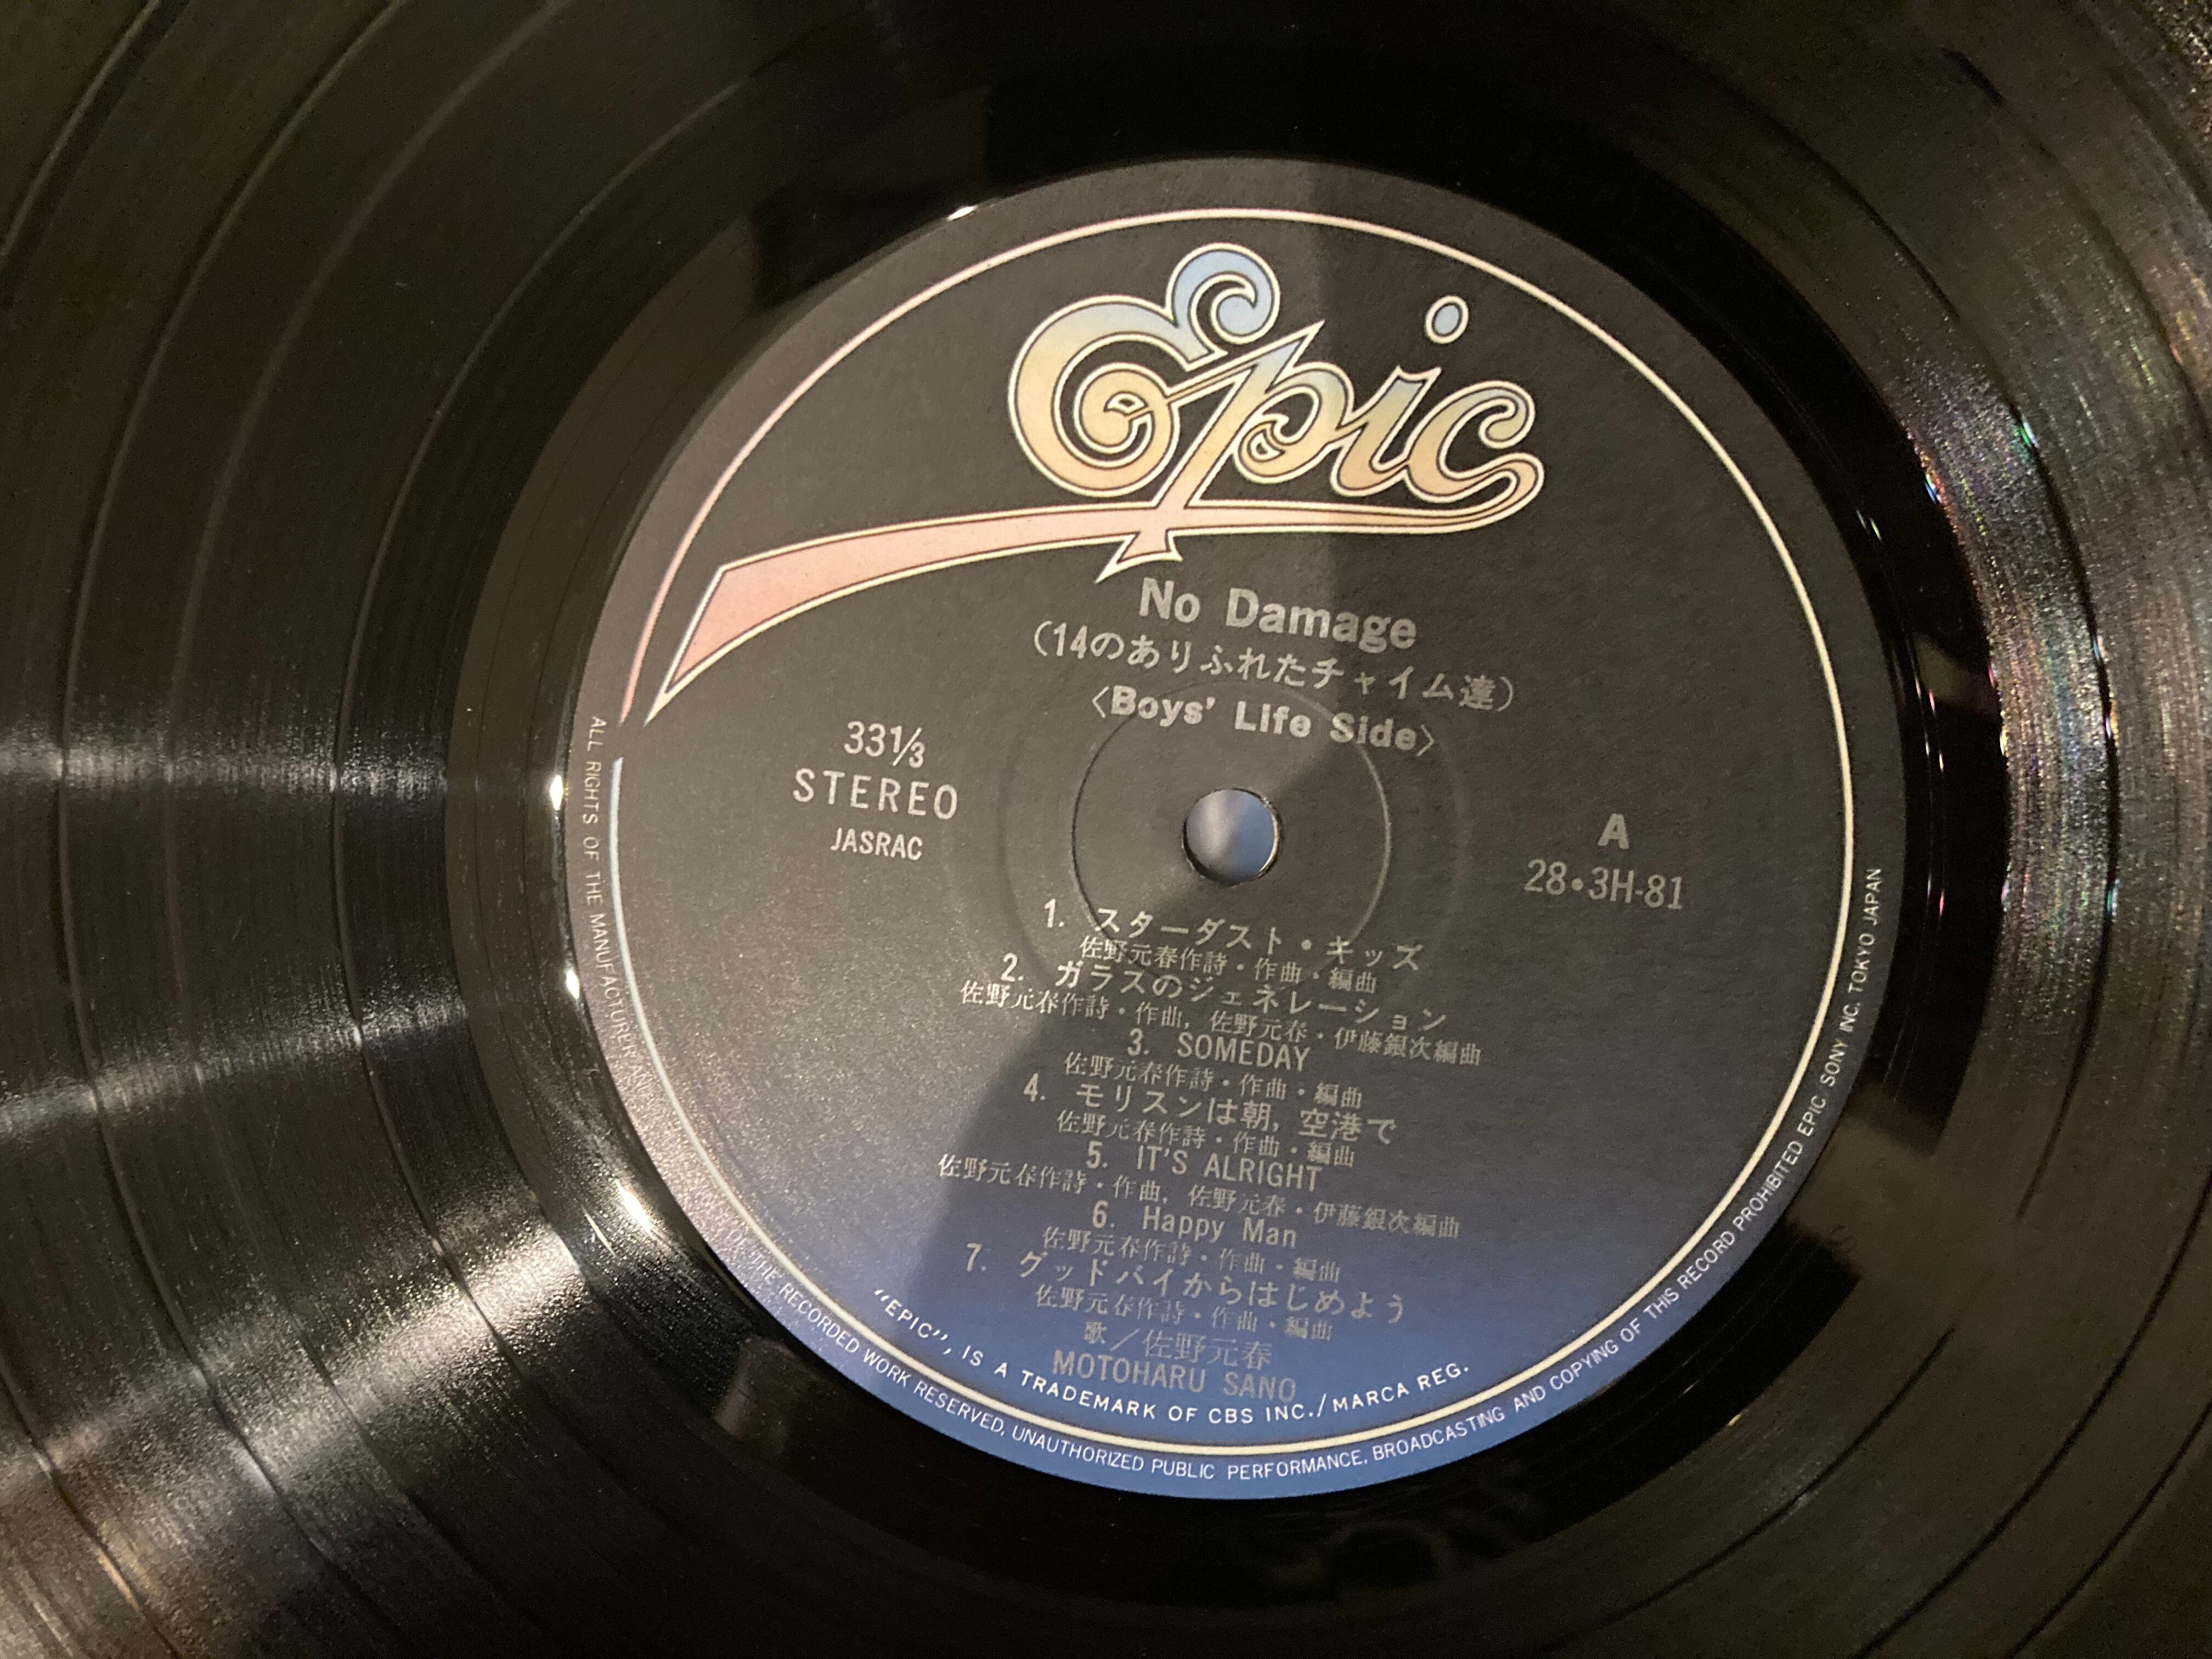 Epic
No Damage
（14のありふれたチャイム達）
〈Boys' Life Side〉
33⅓
STEREO
JASRAC
A
28・3H-81
1. スターダスト・キッズ
佐野元春作詩・作曲・編曲
2. ガラスのジェネレーション
佐野元春作詩・作曲, 佐野元春・伊藤銀次編曲
3. SOMEDAY
佐野元春作詩・作曲・編曲
4. モリスンは朝, 空港で
佐野元春作詩・作曲・編曲
5. IT'S ALRIGHT
佐野元春作詩・作曲, 佐野元春・伊藤銀次編曲
6. Happy Man
佐野元春作詩・作曲・編曲
7. グッドバイからはじめよう
佐野元春作詩・作曲・編曲
歌／佐野元春
MOTOHARU SANO
"EPIC", IS A TRADEMARK OF CBS INC./MARCA REG.
ALL RIGHTS OF THE MANUFACTURER AND OF THE RECORDED WORK RESERVED, UNAUTHORIZED PUBLIC PERFORMANCE, BROADCASTING AND COPYING OF THIS RECORD PROHIBITED EPIC SONY INC. TOKYO JAPAN